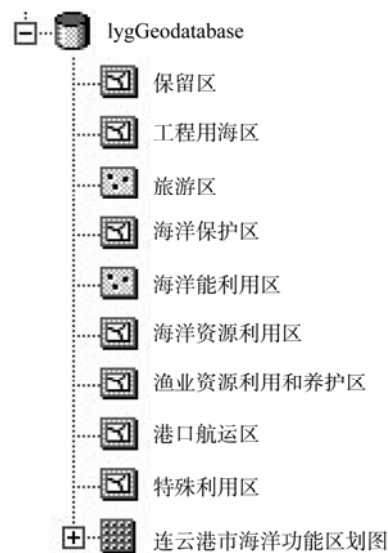 lygGeodatabase
保留区
工程用海区
旅游区
海洋保护区
海洋能利用区
海洋资源利用区
渔业资源利用和养护区
港口航运区
特殊利用区
连云港市海洋功能区划图